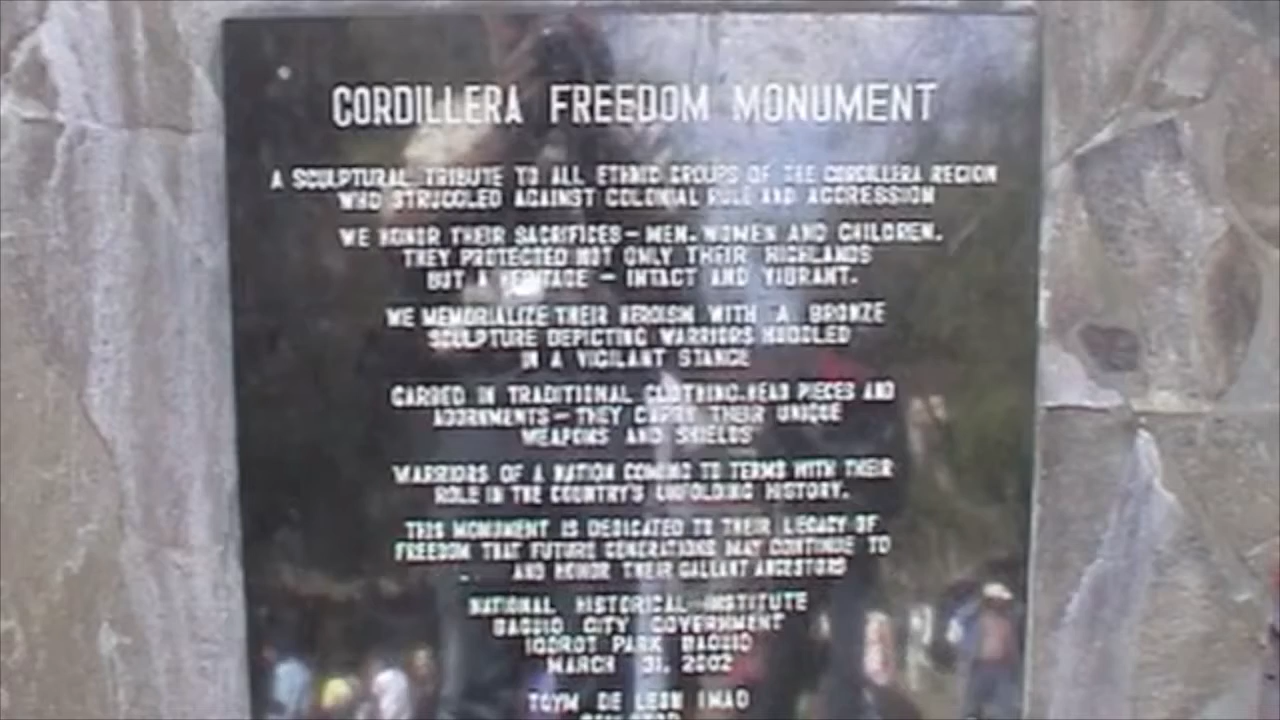 CORDILLERA FREEDOM MONUMENT
A SCULPTURAL TRIBUTE TO ALL ETHNIC GROUPS OF THE CORDILLERA REGION
WHO STRUGGLED AGAINST COLONIAL RULE AND AGGRESSION
WE HONOR THEIR SACRIFICES – MEN, WOMEN AND CHILDREN.
THEY PROTECTED NOT ONLY THEIR HIGHLANDS
BUT A HERITAGE – INTACT AND VIBRANT.
WE MEMORIALIZE THEIR HEROISM WITH A BRONZE
SCULPTURE DEPICTING WARRIORS HUDDLED
IN A VIGILANT STANCE
GARBED IN TRADITIONAL CLOTHING, HEAD PIECES AND
ADORNMENTS – THEY CARRY THEIR UNIQUE
WEAPONS AND SHIELDS
WARRIORS OF A NATION COMING TO TERMS WITH THEIR
ROLE IN THE COUNTRY'S UNFOLDING HISTORY.
THIS MONUMENT IS DEDICATED TO THEIR LEGACY OF
FREEDOM THAT FUTURE GENERATIONS MAY CONTINUE TO
AND HONOR THEIR GALLANT ANCESTORS
NATIONAL HISTORICAL INSTITUTE
BAGUIO CITY GOVERNMENT
IGOROT PARK BAGUIO
MARCH 31, 2002
TOYM DE LEON IMAO